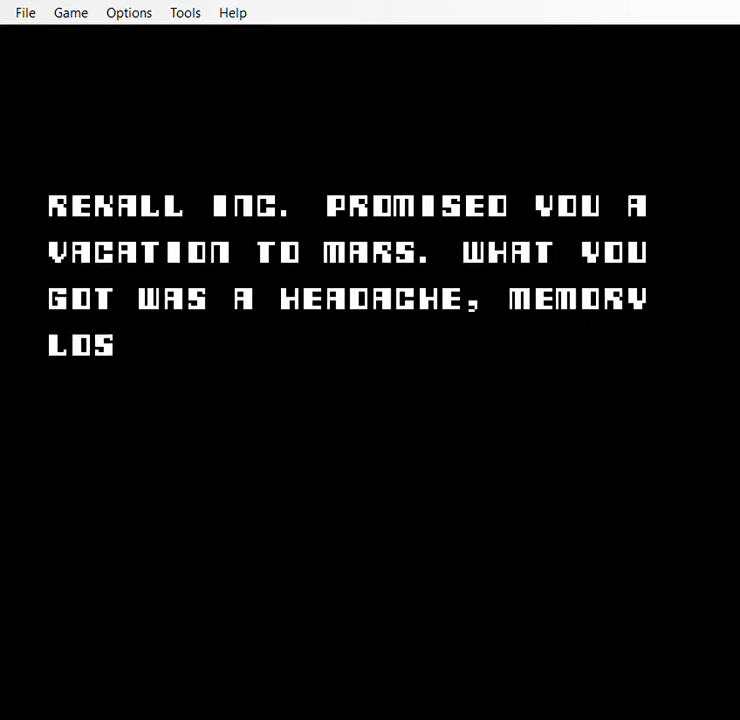 File Game Options Tools Help
REKALL INC. PROMISED YOU A
VACATION TO MARS. WHAT YOU
GOT WAS A HEADACHE, MEMORY
LOS